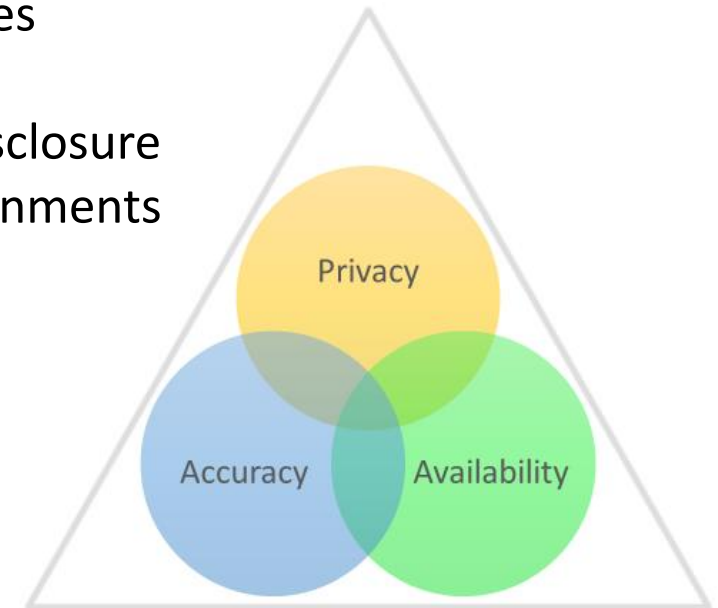 es
sclosure
nments
Privacy
Accuracy
Availability